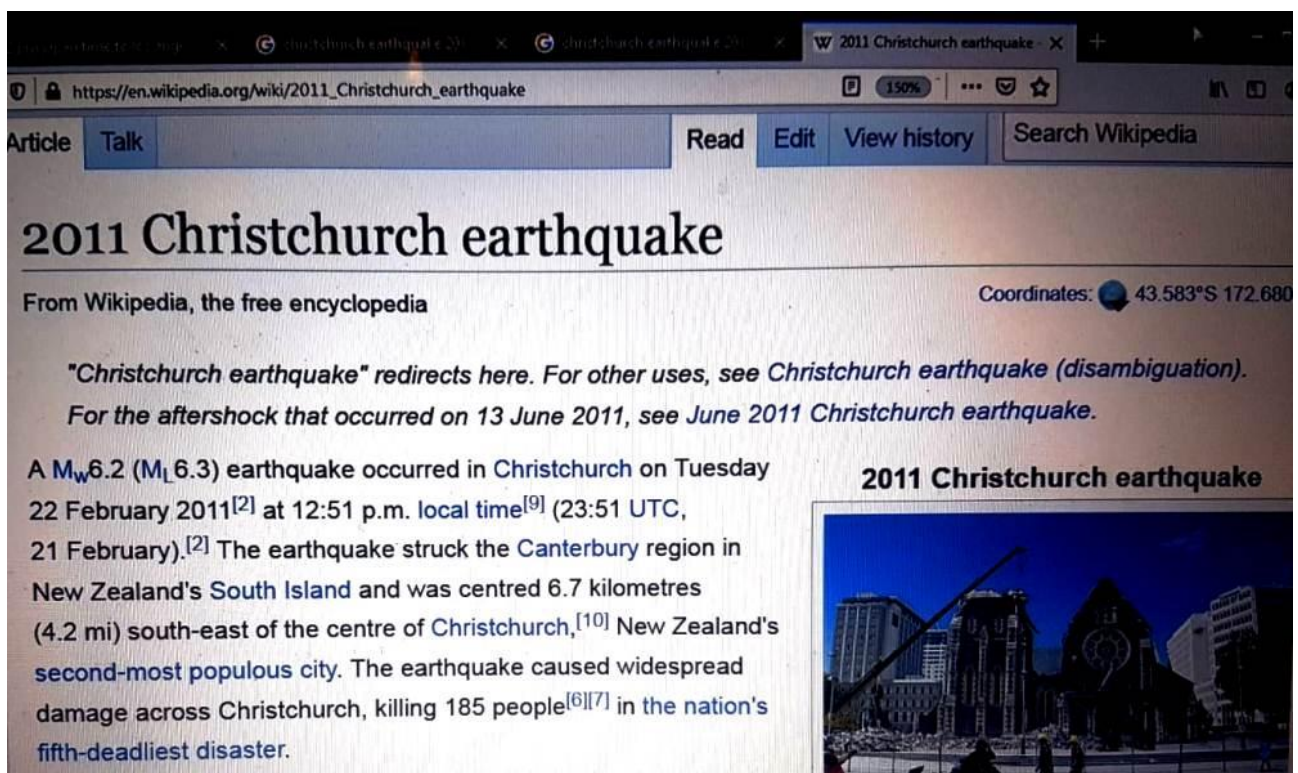 christchurch earthquake 20
christchurch earthquake 20
W 2011 Christchurch earthquake -
https://en.wikipedia.org/wiki/2011_Christchurch_earthquake
150%
Article Talk Read Edit View history Search Wikipedia
2011 Christchurch earthquake
From Wikipedia, the free encyclopedia
Coordinates: 43.583°S 172.680
"Christchurch earthquake" redirects here. For other uses, see Christchurch earthquake (disambiguation).
For the aftershock that occurred on 13 June 2011, see June 2011 Christchurch earthquake.
A Mw6.2 (ML6.3) earthquake occurred in Christchurch on Tuesday
22 February 2011[2] at 12:51 p.m. local time[9] (23:51 UTC,
21 February).[2] The earthquake struck the Canterbury region in
New Zealand's South Island and was centred 6.7 kilometres
(4.2 mi) south-east of the centre of Christchurch,[10] New Zealand's
second-most populous city. The earthquake caused widespread
damage across Christchurch, killing 185 people[6][7] in the nation's
fifth-deadliest disaster.
2011 Christchurch earthquake